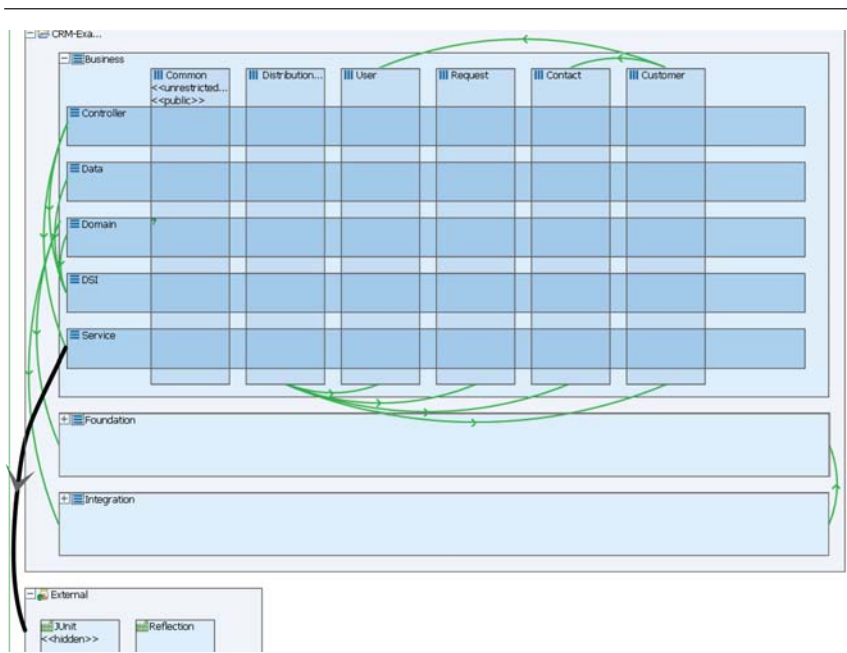 CRM-Exa...
Business
Common
<<unrestricted...
<<public>>
Distribution...
User
Request
Contact
Customer
Controller
Data
Domain
DSI
Service
Foundation
Integration
External
JUnit
<<hidden>>
Reflection